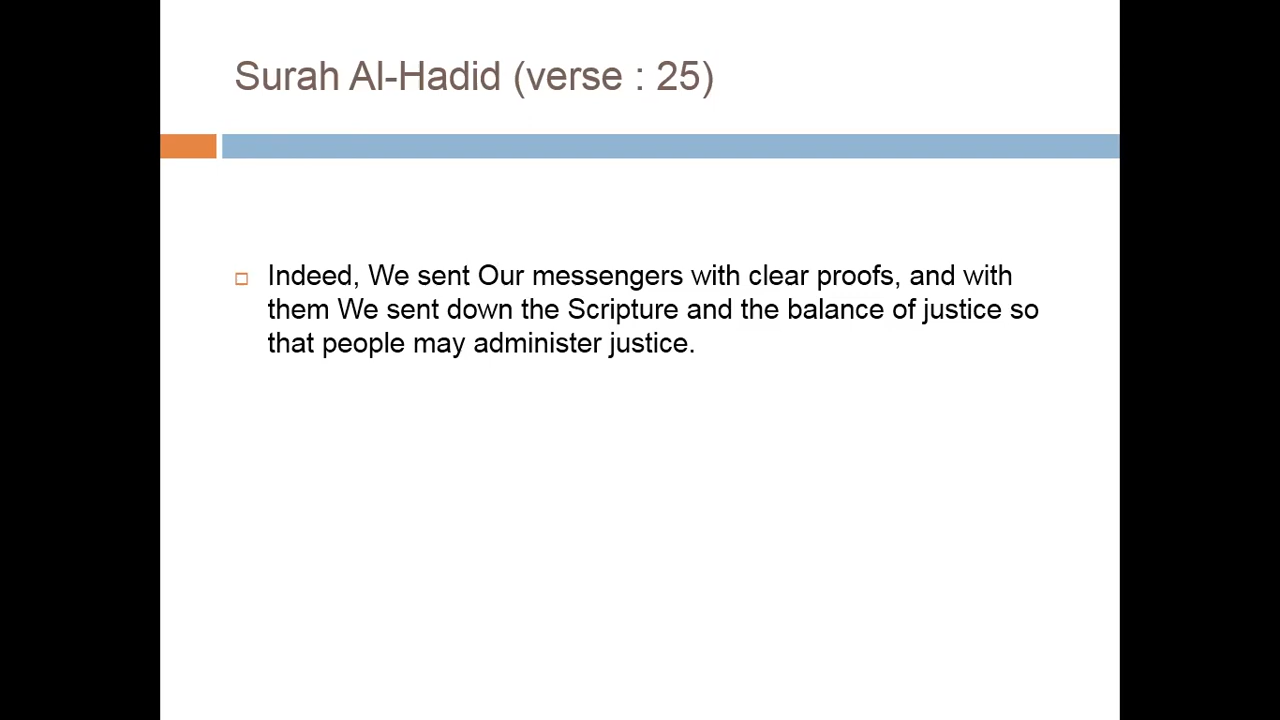 Surah Al-Hadid (verse : 25)
Indeed, We sent Our messengers with clear proofs, and with
them We sent down the Scripture and the balance of justice so
that people may administer justice.